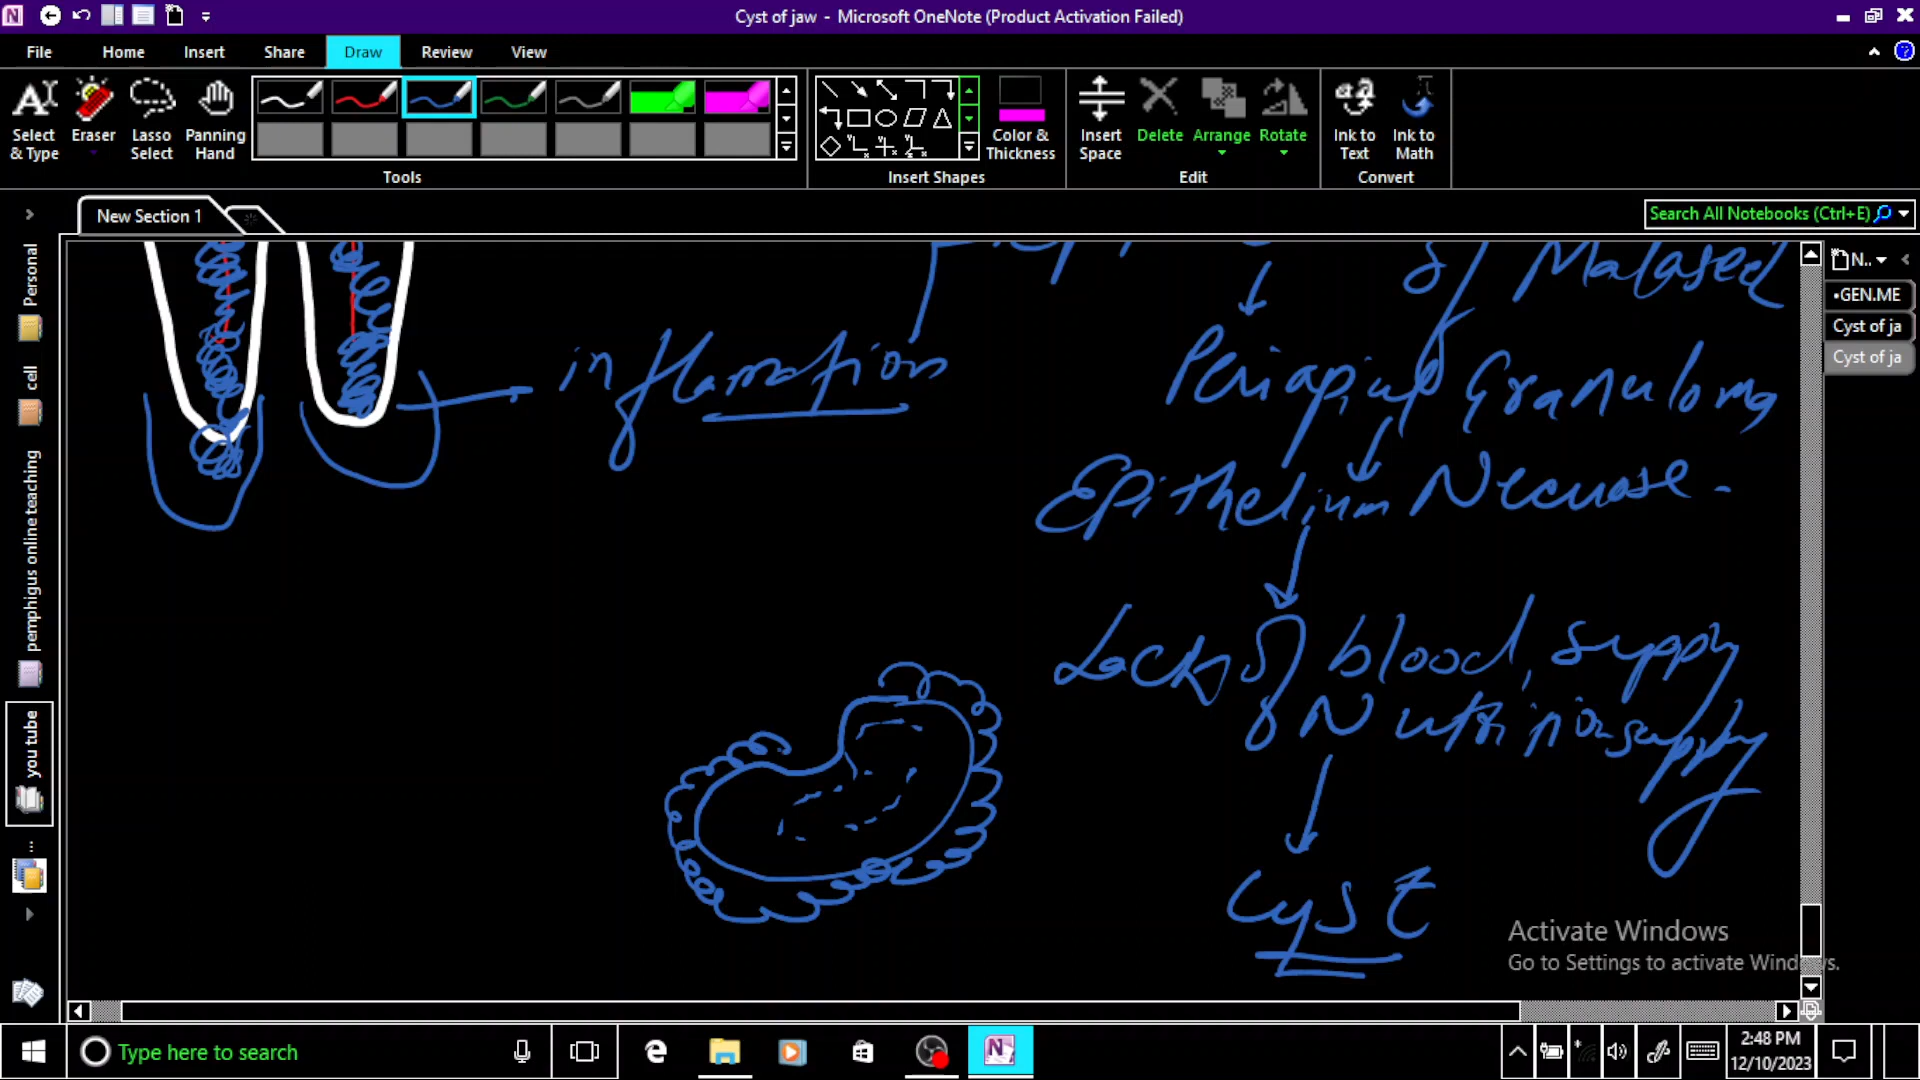 Cyst of jaw - Microsoft OneNote (Product Activation Failed)
File Home Insert Share Draw Review View
Select & Type
Eraser
Lasso Select
Panning Hand
Color & Thickness
Insert Space
Delete
Arrange
Rotate
Ink to Text
Ink to Math
Tools
Insert Shapes
Edit
Convert
New Section 1
Search All Notebooks (Ctrl+E)
Personal
cell
pemphigus online teaching
you tube
N..
•GEN.ME
Cyst of ja
Cyst of ja
of Malased
inflamation
Periapical Granuloma
Epithelium Necrose
Lack of blood, supply
& Nutrition supply
Cyst
Activate Windows
Go to Settings to activate Windows.
Type here to search
2:48 PM
12/10/2023